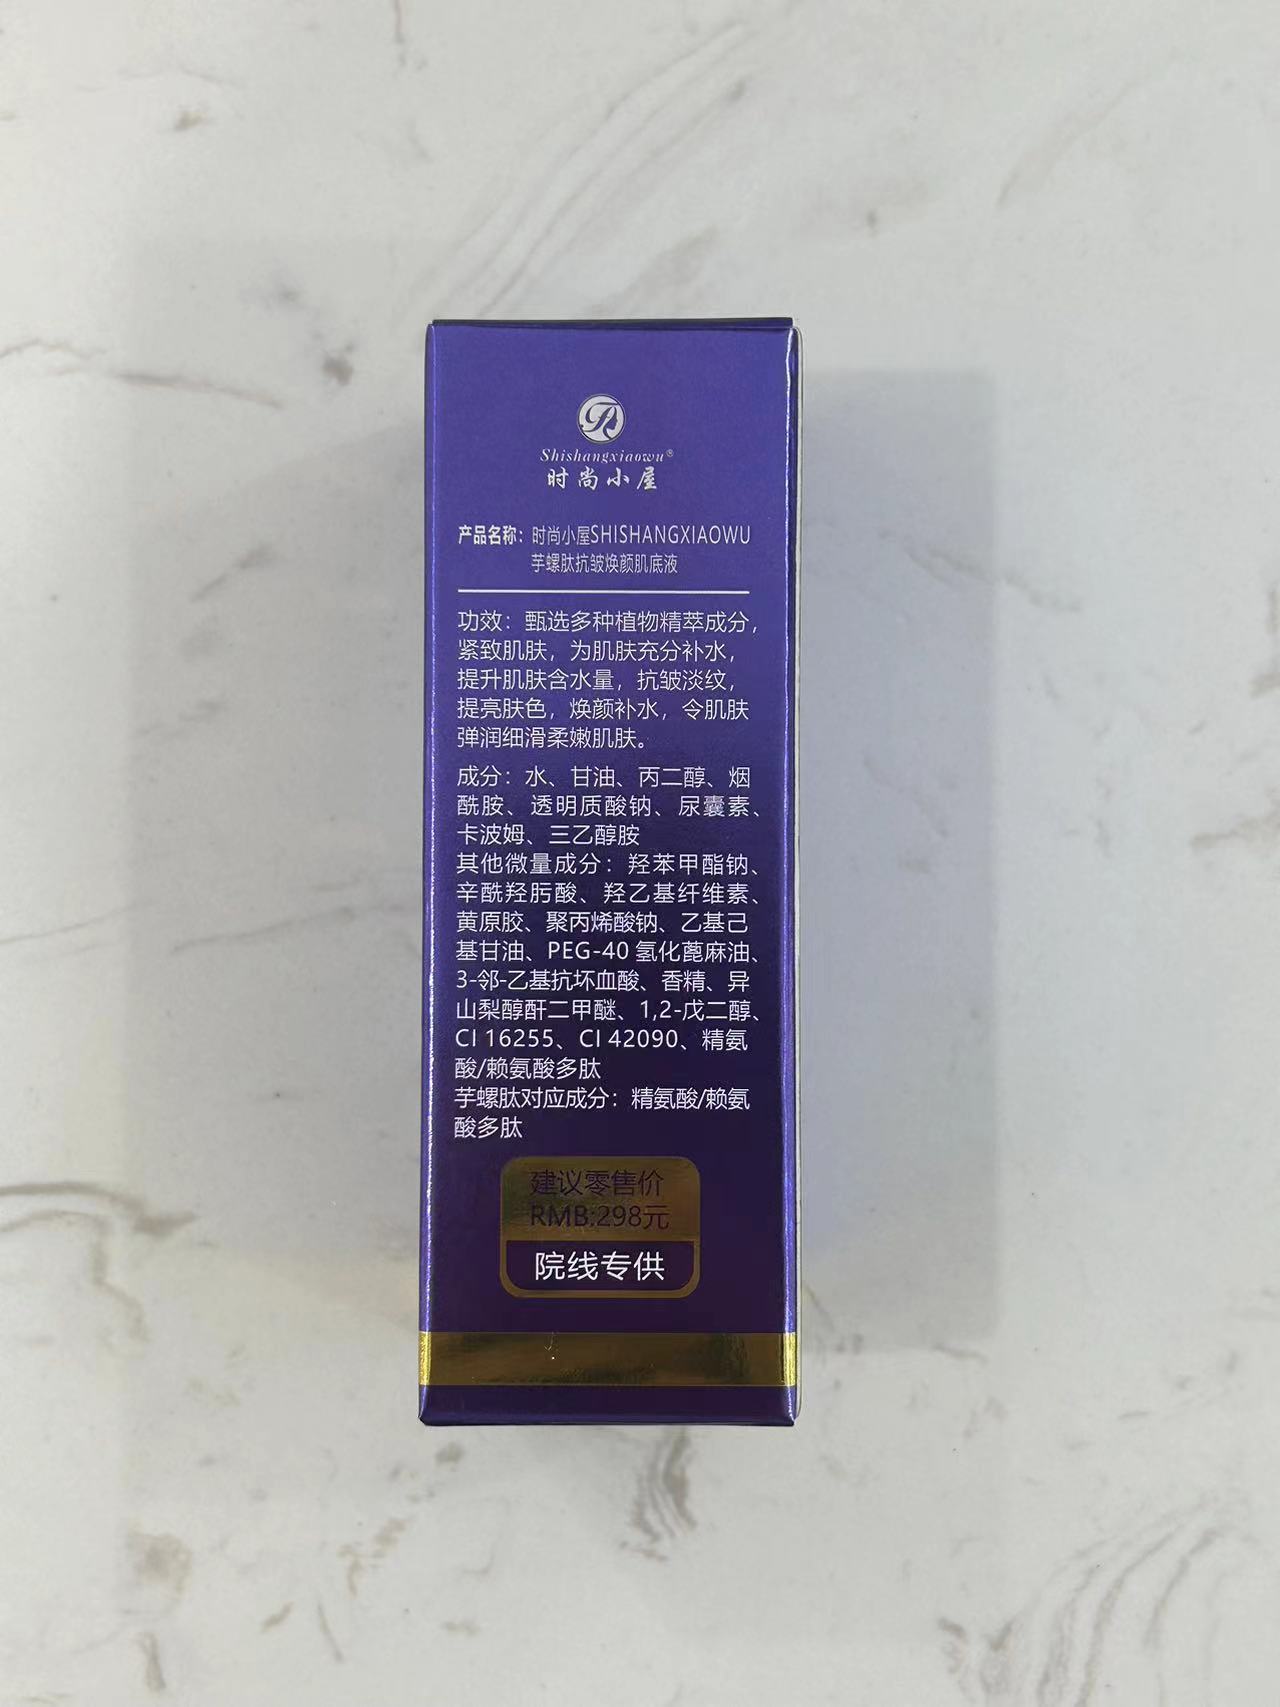 Shishangxiaowu®
时尚小屋
产品名称：时尚小屋SHISHANGXIAOWU
芋螺肽抗皱焕颜肌底液
功效：甄选多种植物精萃成分，
紧致肌肤，为肌肤充分补水，
提升肌肤含水量，抗皱淡纹，
提亮肤色，焕颜补水，令肌肤
弹润细滑柔嫩肌肤。
成分：水、甘油、丙二醇、烟
酰胺、透明质酸钠、尿囊素、
卡波姆、三乙醇胺
其他微量成分：羟苯甲酯钠、
辛酰羟肟酸、羟乙基纤维素、
黄原胶、聚丙烯酸钠、乙基己
基甘油、PEG-40 氢化蓖麻油、
3-邻-乙基抗坏血酸、香精、异
山梨醇酐二甲醚、1,2-戊二醇、
CI 16255、CI 42090、精氨
酸/赖氨酸多肽
芋螺肽对应成分：精氨酸/赖氨
酸多肽
建议零售价
RMB:298元
院线专供